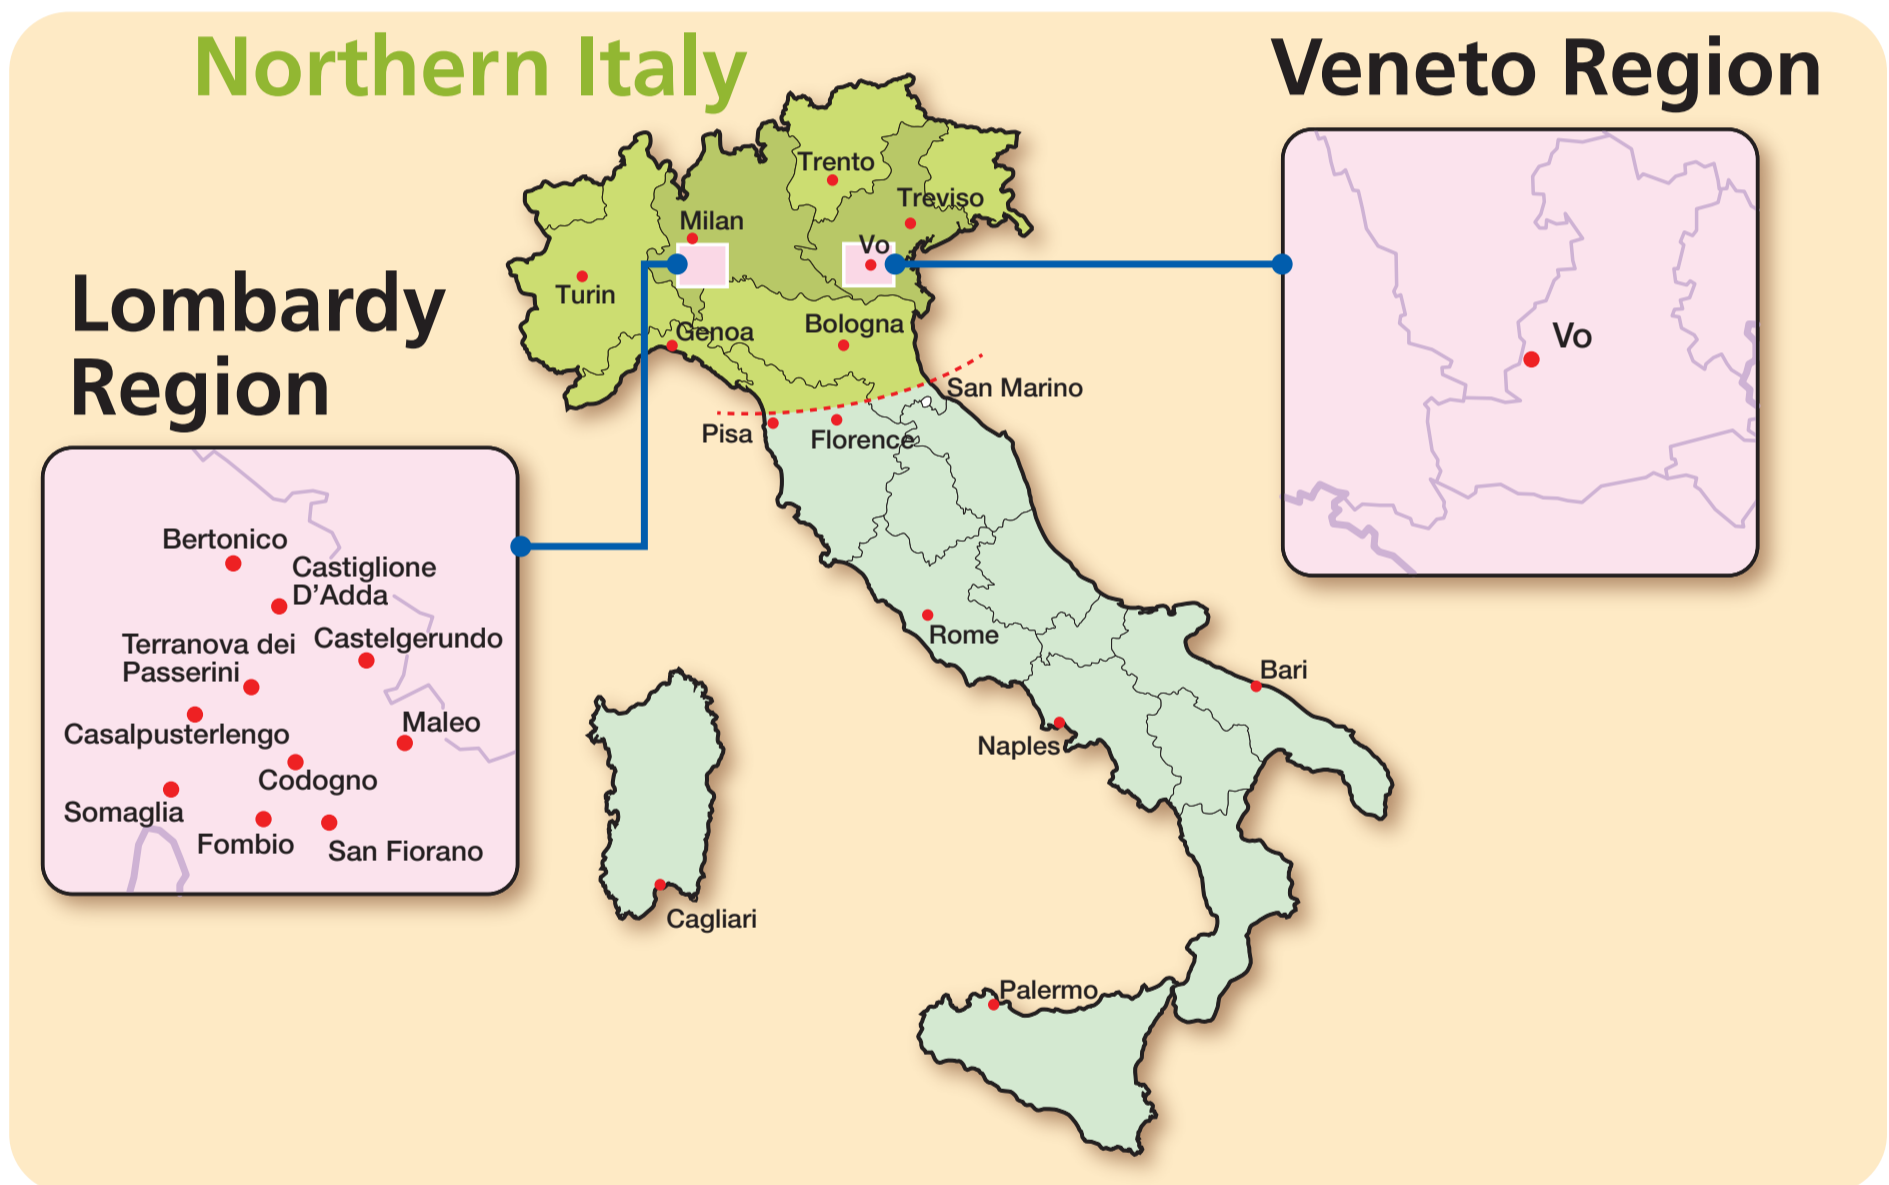 Northern Italy
Veneto Region
Lombardy
Region
Trento
Treviso
Milan
Vo
Turin
Genoa
Bologna
San Marino
Pisa
Florence
Rome
Bari
Naples
Cagliari
Palermo
Bertonico
Castiglione
D’Adda
Terranova dei
Passerini
Castelgerundo
Casalpusterlengo
Maleo
Codogno
Somaglia
Fombio
San Fiorano
Vo